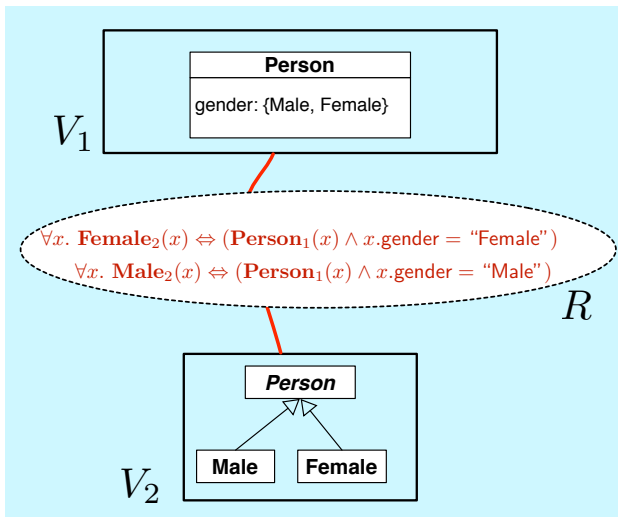 Person
gender: {Male, Female}
V₁
∀x. Female₂(x) ⇔ (Person₁(x) ∧ x.gender = “Female”)
∀x. Male₂(x) ⇔ (Person₁(x) ∧ x.gender = “Male”)
R
Person
Male Female
V₂